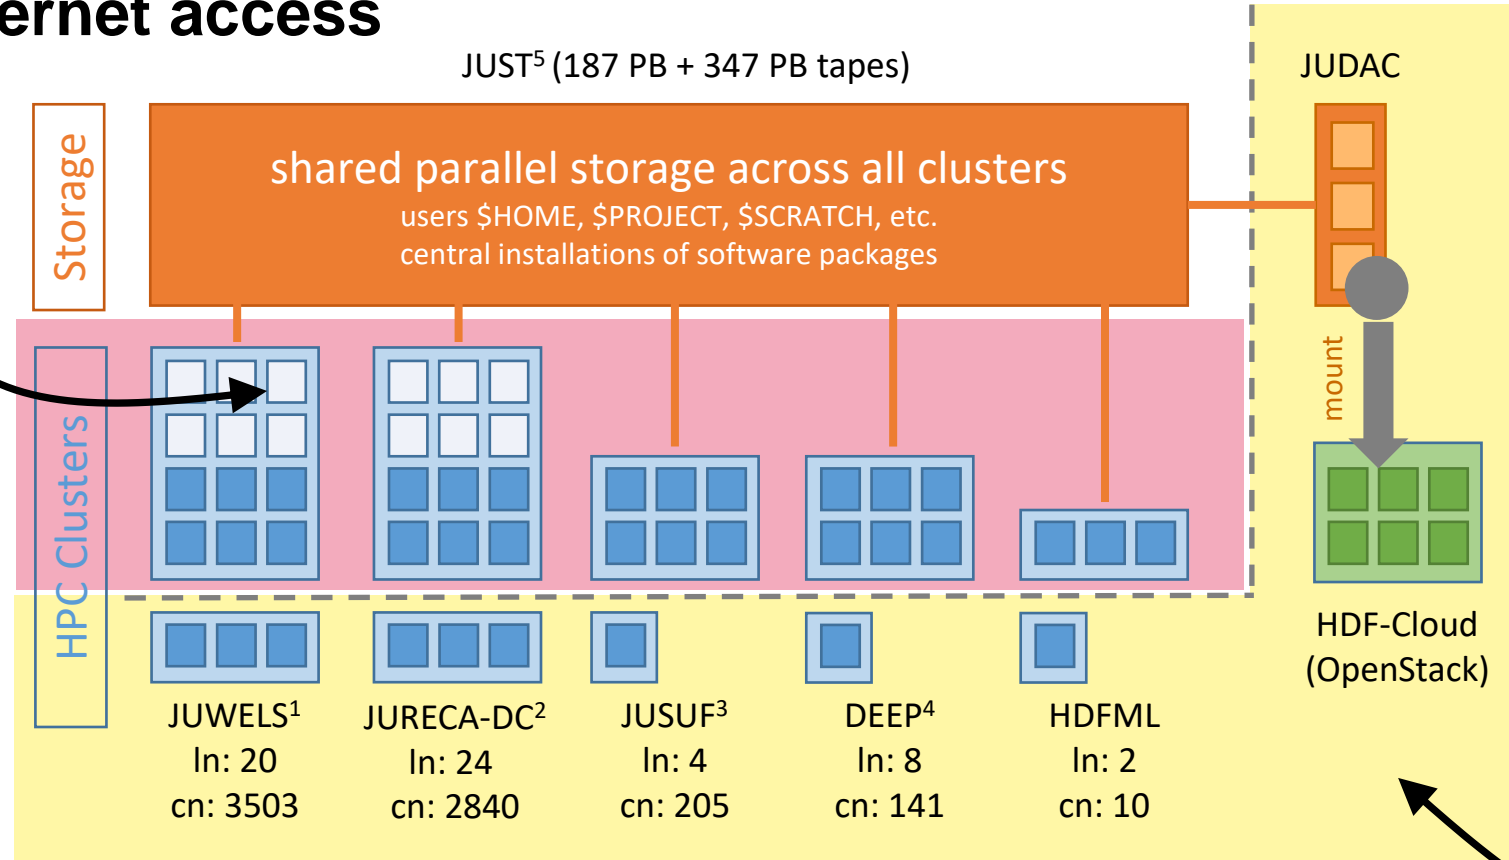 ernet access
JUST⁵ (187 PB + 347 PB tapes)
JUDAC
Storage
shared parallel storage across all clusters
users $HOME, $PROJECT, $SCRATCH, etc.
central installations of software packages
mount
HPC Clusters
HDF-Cloud
(OpenStack)
JUWELS¹
ln: 20
cn: 3503
JURECA-DC²
ln: 24
cn: 2840
JUSUF³
ln: 4
cn: 205
DEEP⁴
ln: 8
cn: 141
HDFML
ln: 2
cn: 10